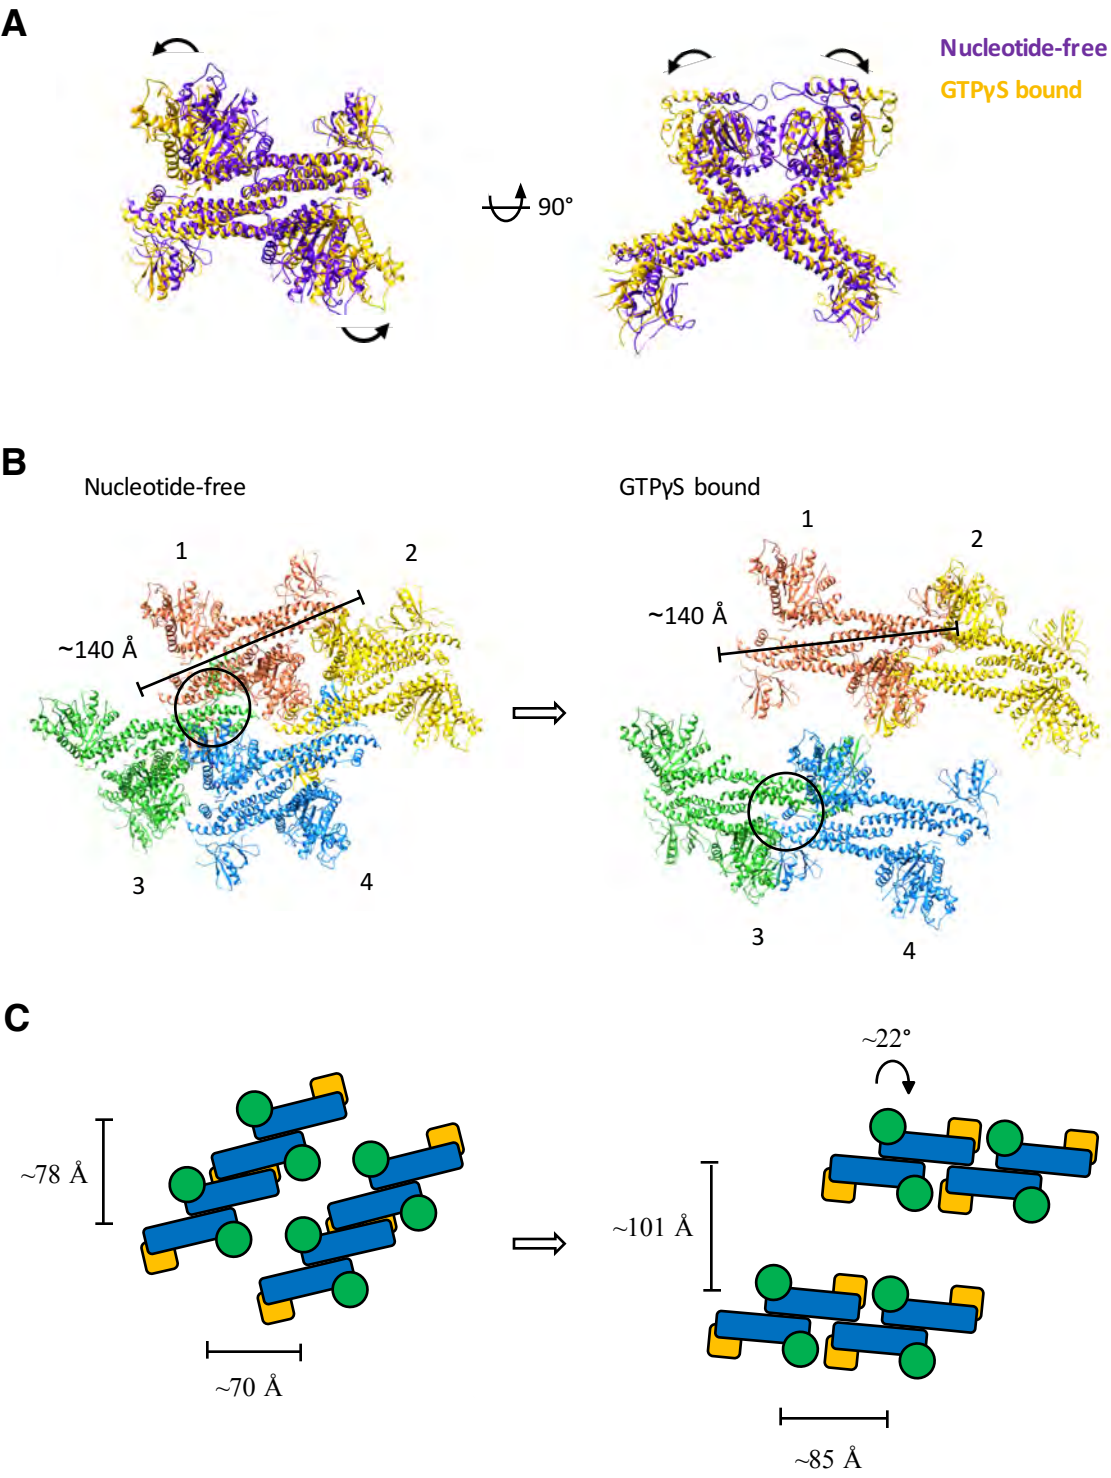 A
Nucleotide-free
GTPγS bound
90°
B
Nucleotide-free
GTPγS bound
1
2
~140 Å
3
4
1
2
~140 Å
3
4
C
~22°
~78 Å
~101 Å
~70 Å
~85 Å